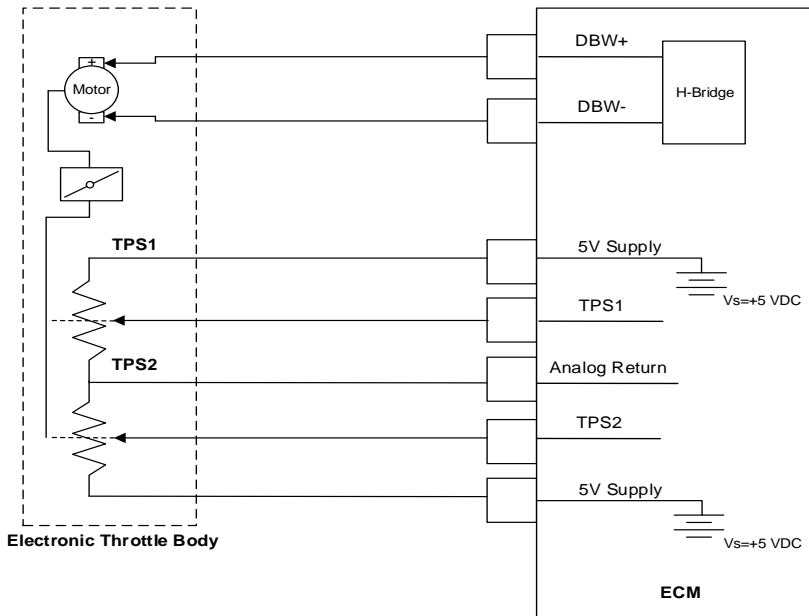 DBW+
+
Motor
H-Bridge
-
DBW-
TPS1
5V Supply
Vs=+5 VDC
TPS1
TPS2
Analog Return
TPS2
5V Supply
Electronic Throttle Body
Vs=+5 VDC
ECM